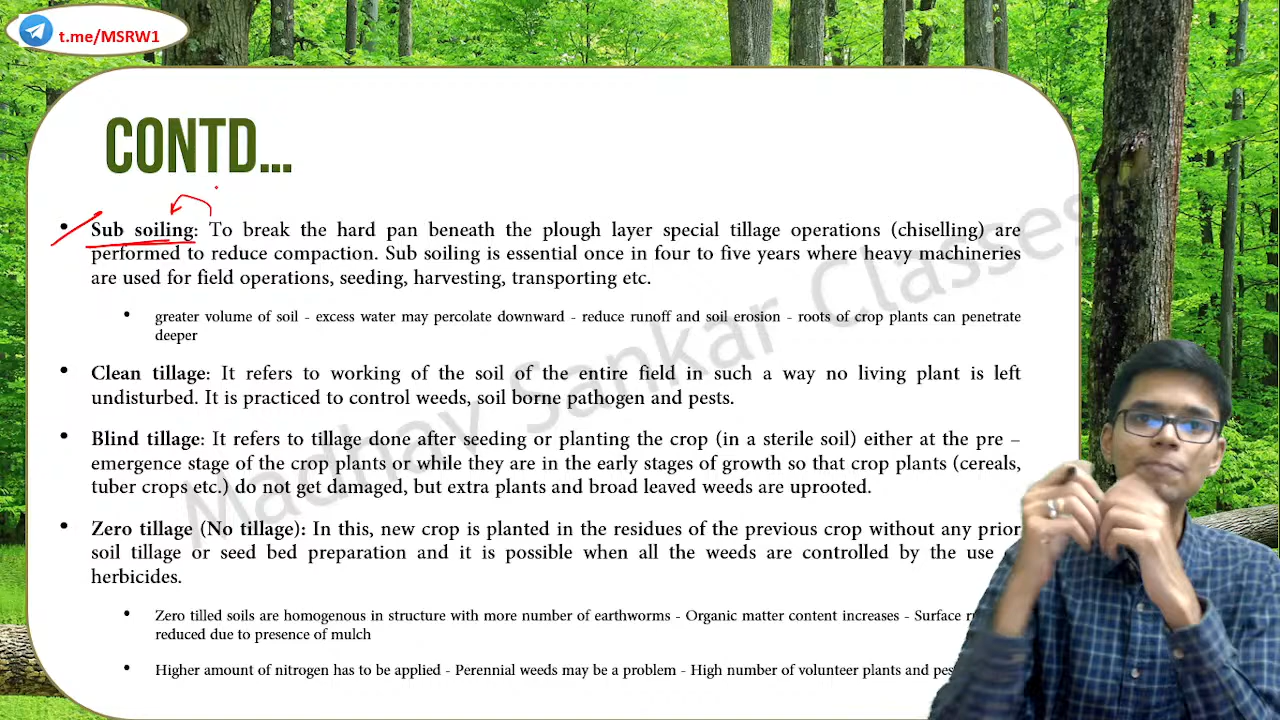 t.me/MSRW1
CONTD...
• Sub soiling: To break the hard pan beneath the plough layer special tillage operations (chiselling) are
performed to reduce compaction. Sub soiling is essential once in four to five years where heavy machineries
are used for field operations, seeding, harvesting, transporting etc.
• greater volume of soil - excess water may percolate downward - reduce runoff and soil erosion - roots of crop plants can penetrate
deeper
• Clean tillage: It refers to working of the soil of the entire field in such a way no living plant is left
undisturbed. It is practiced to control weeds, soil borne pathogen and pests.
• Blind tillage: It refers to tillage done after seeding or planting the crop (in a sterile soil) either at the pre –
emergence stage of the crop plants or while they are in the early stages of growth so that crop plants (cereals,
tuber crops etc.) do not get damaged, but extra plants and broad leaved weeds are uprooted.
• Zero tillage (No tillage): In this, new crop is planted in the residues of the previous crop without any prior
soil tillage or seed bed preparation and it is possible when all the weeds are controlled by the use
herbicides.
• Zero tilled soils are homogenous in structure with more number of earthworms - Organic matter content increases - Surface
reduced due to presence of mulch
• Higher amount of nitrogen has to be applied - Perennial weeds may be a problem - High number of volunteer plants and
Madhav Sankar Classes